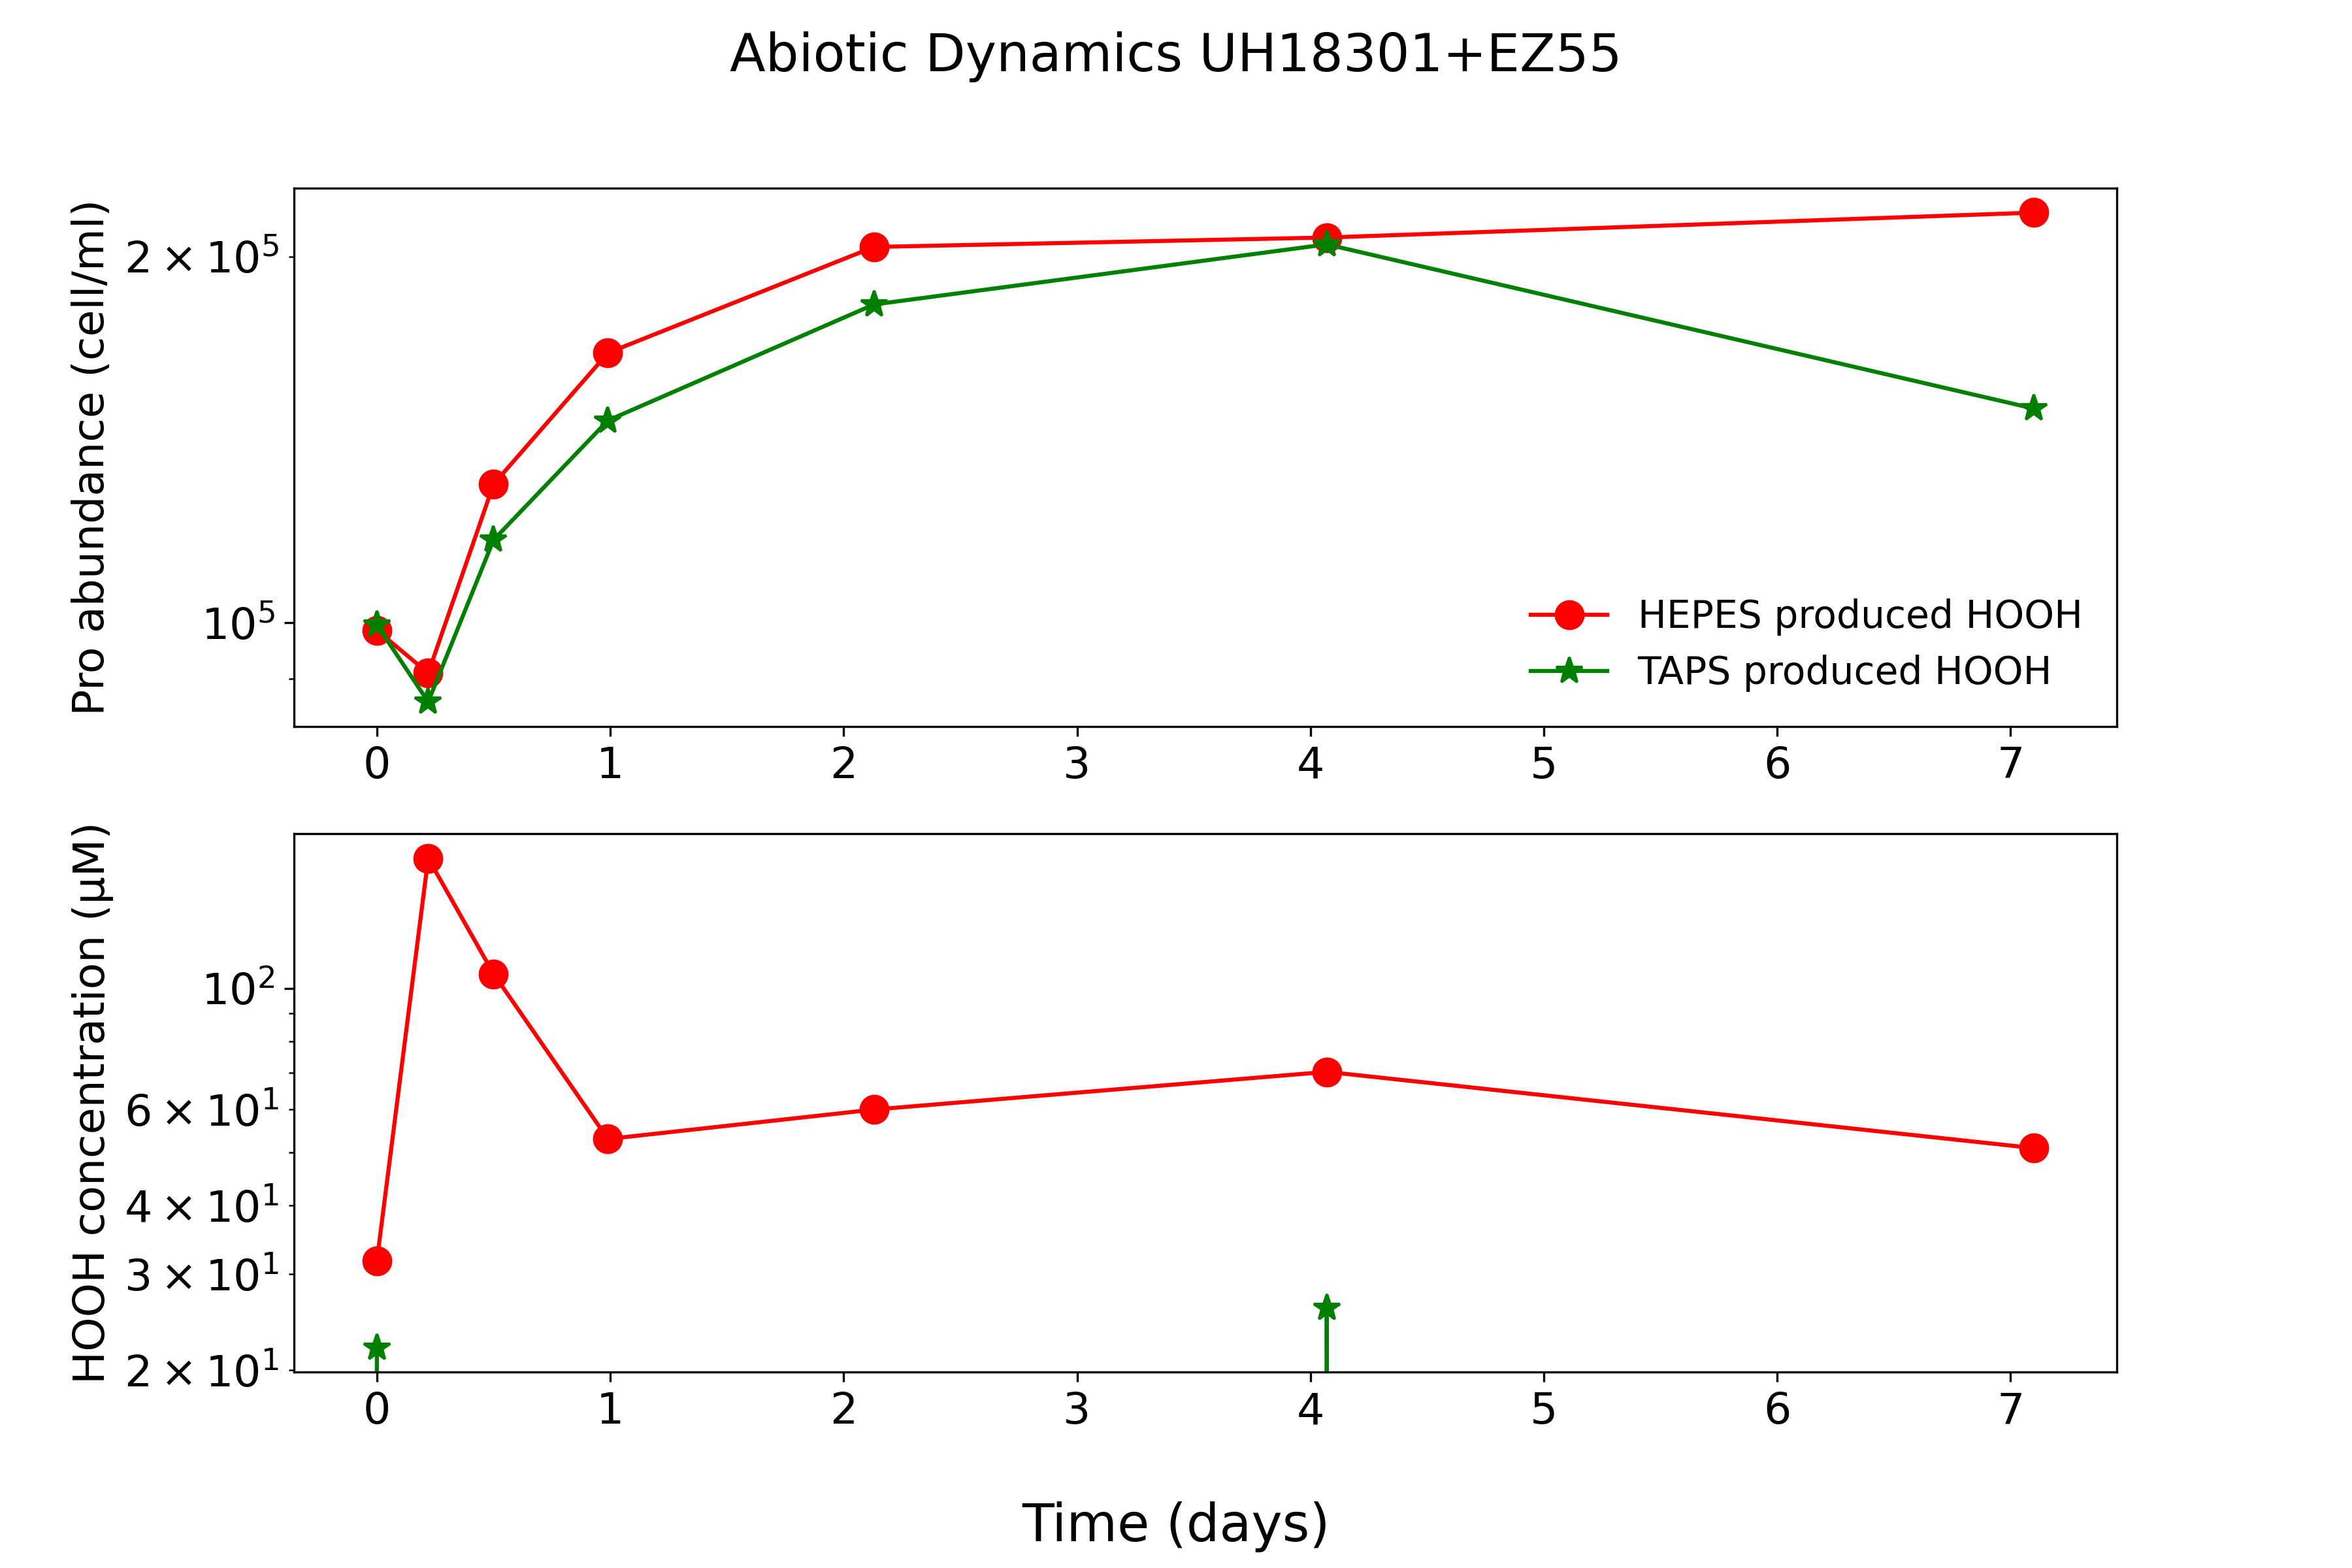 Abiotic Dynamics UH18301+EZ55
Pro abundance (cell/ml)
2 × 10⁵
10⁵
HEPES produced HOOH
TAPS produced HOOH
0 1 2 3 4 5 6 7
HOOH concentration (μM)
10²
6 × 10¹
4 × 10¹
3 × 10¹
2 × 10¹
0 1 2 3 4 5 6 7
Time (days)